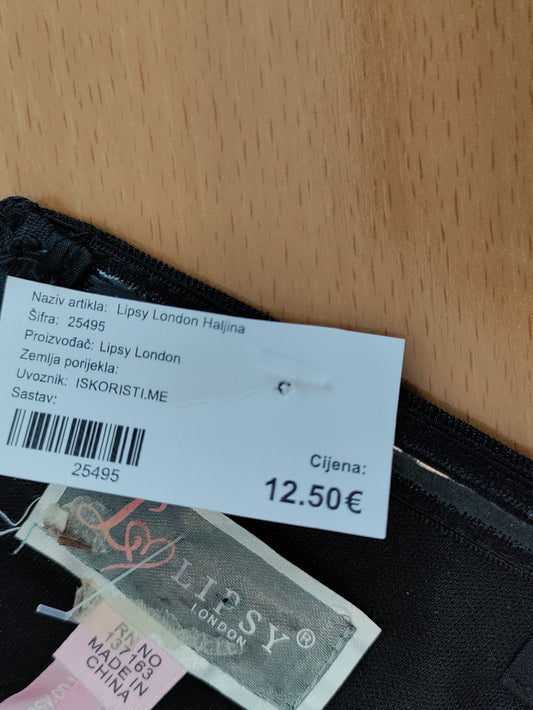 Naziv artikla: Lipsy London Haljina
Šifra: 25495
Proizvođač: Lipsy London
Zemlja porijekla:
Uvoznik: ISKORISTI.ME
Sastav:
25495
Cijena:
12.50€
LIPSY®
LONDON
RN NO
137163
MADE IN
CHINA